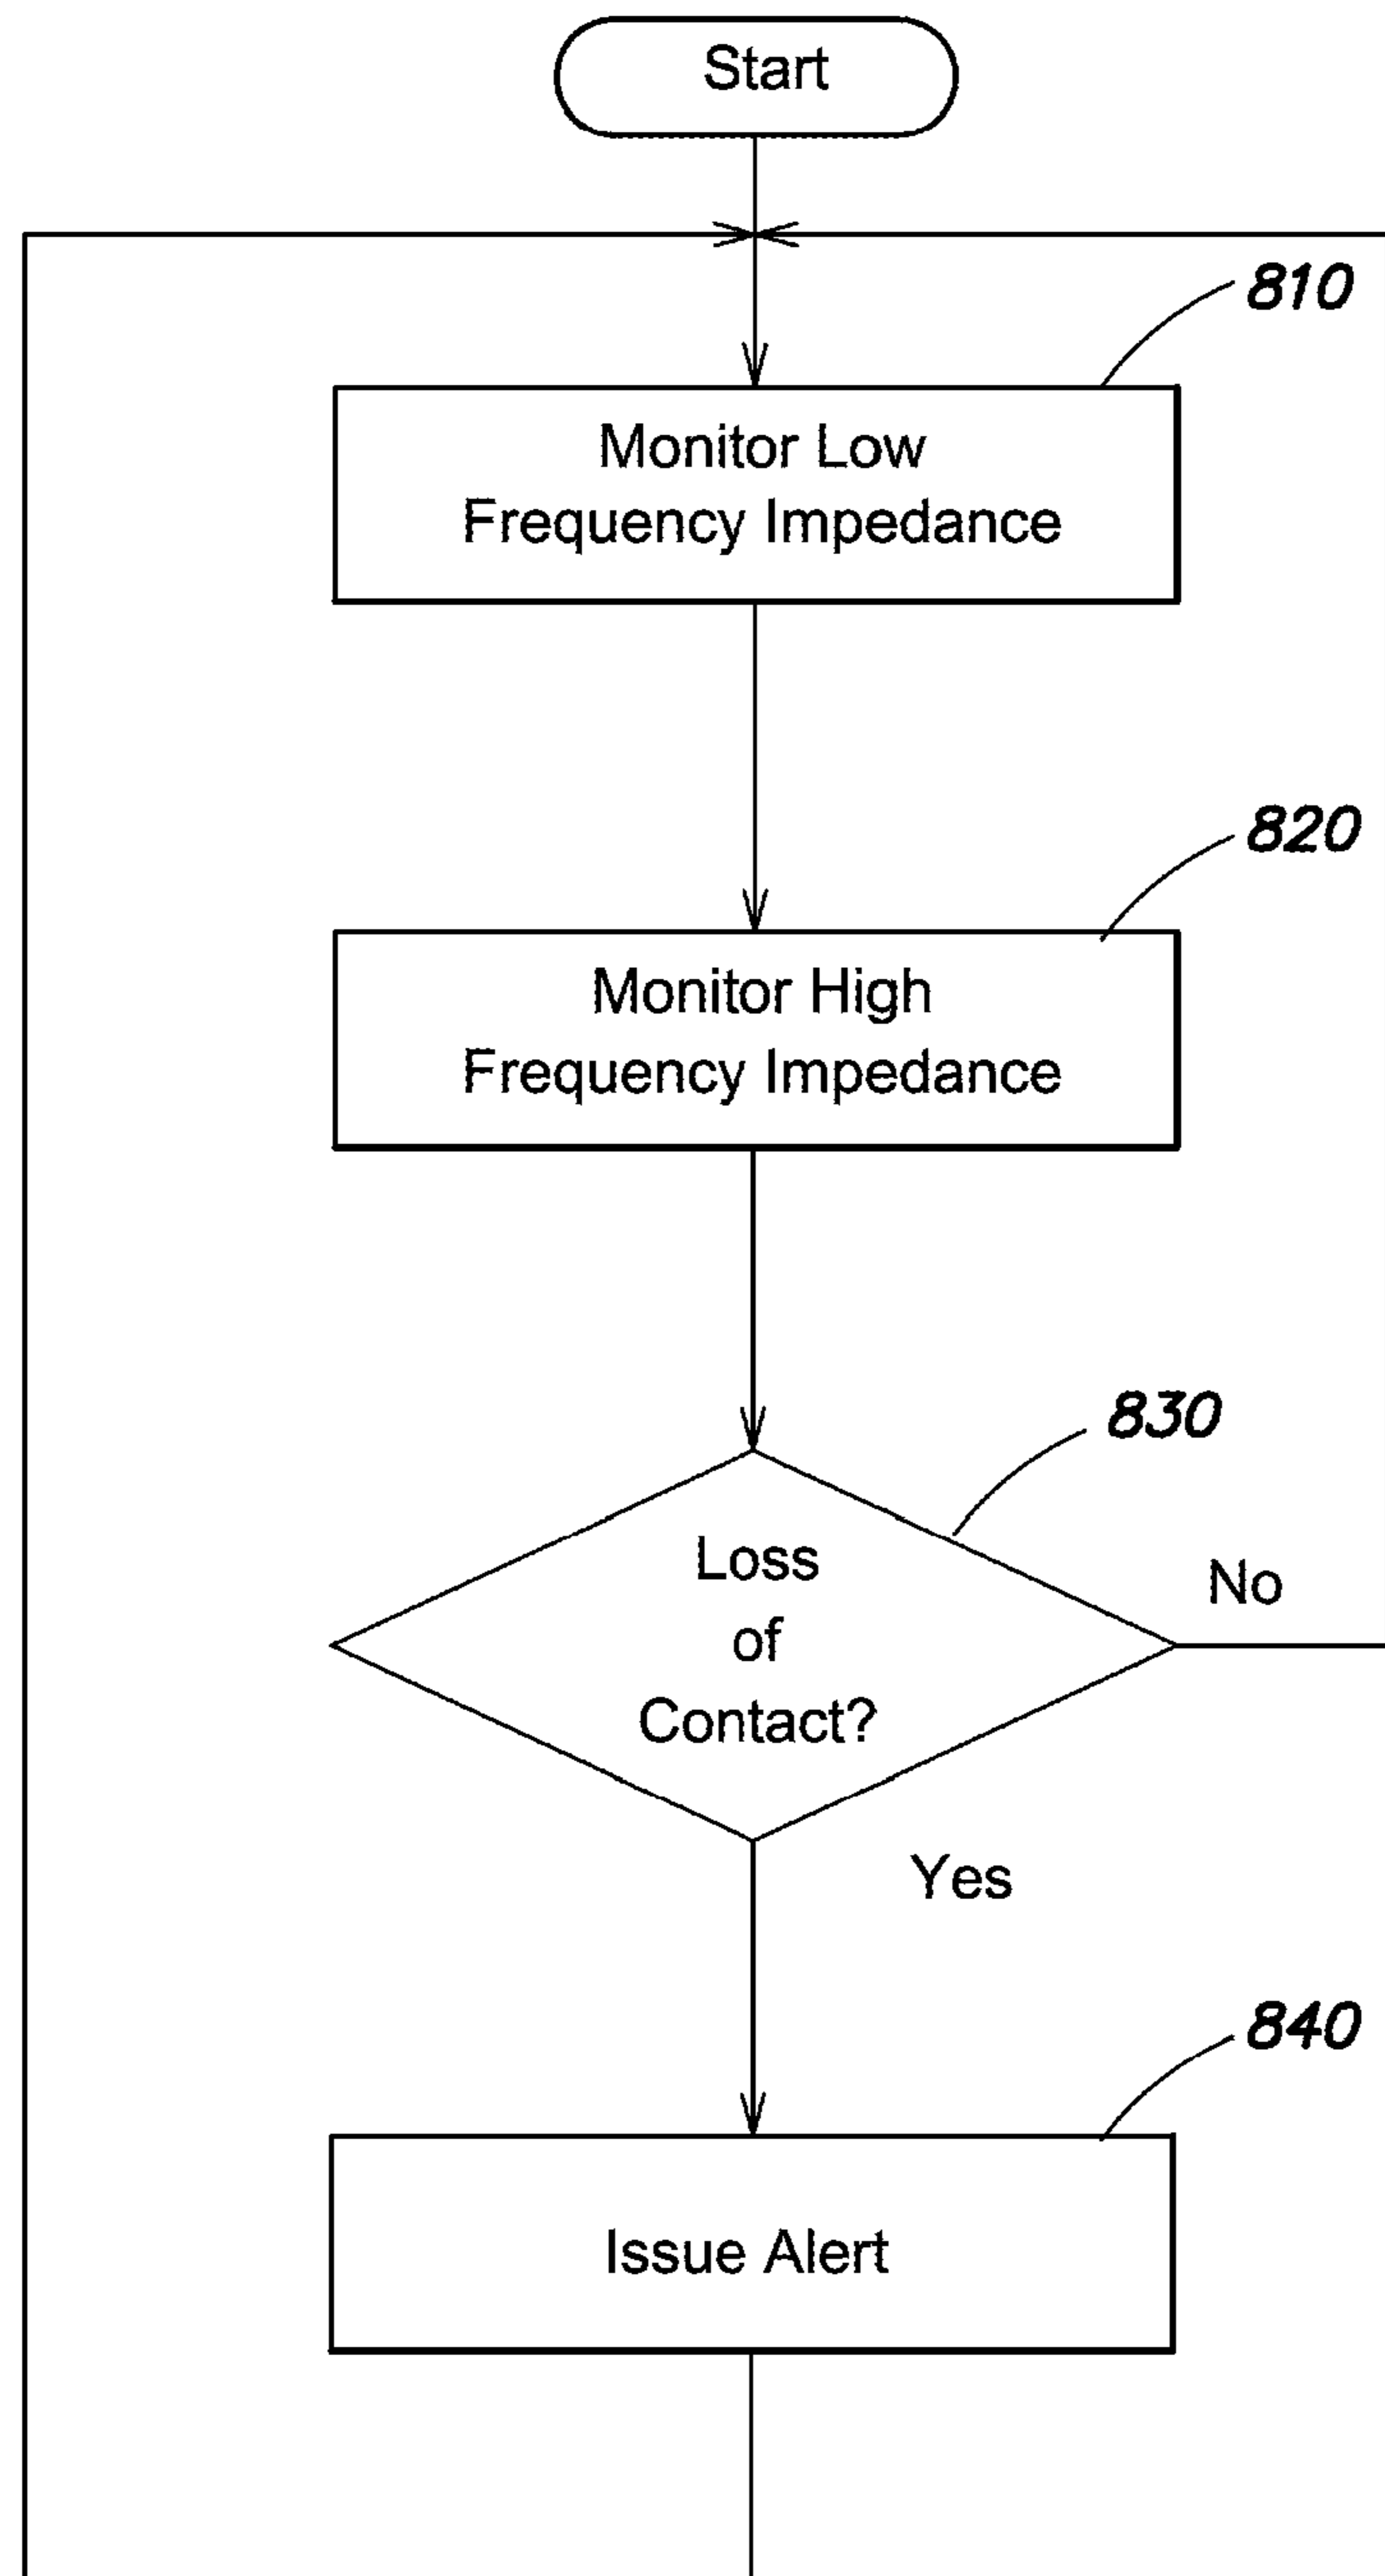 Start
810
Monitor Low
Frequency Impedance
820
Monitor High
Frequency Impedance
830
Loss
of
Contact?
No
Yes
840
Issue Alert